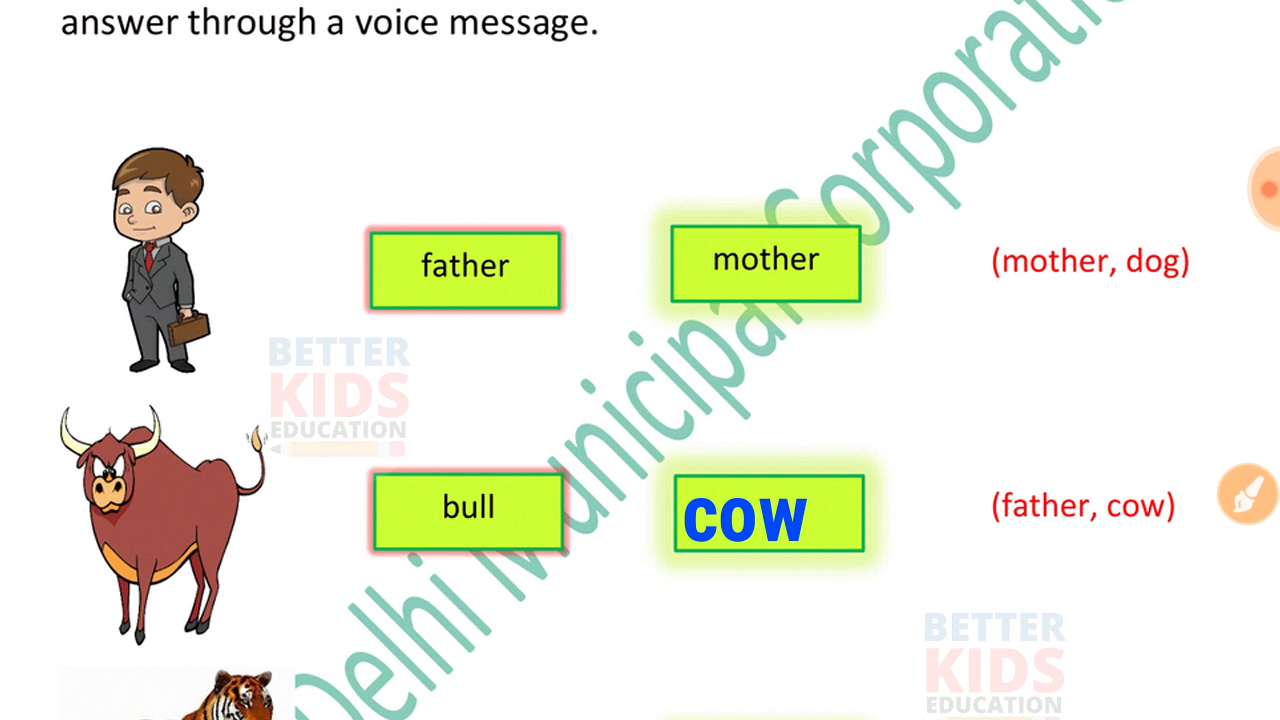 answer through a voice message.
father
mother
(mother, dog)
BETTER
KIDS
EDUCATION
bull
cow
(father, cow)
Delhi Municipal Corporati
BETTER
KIDS
EDUCATION